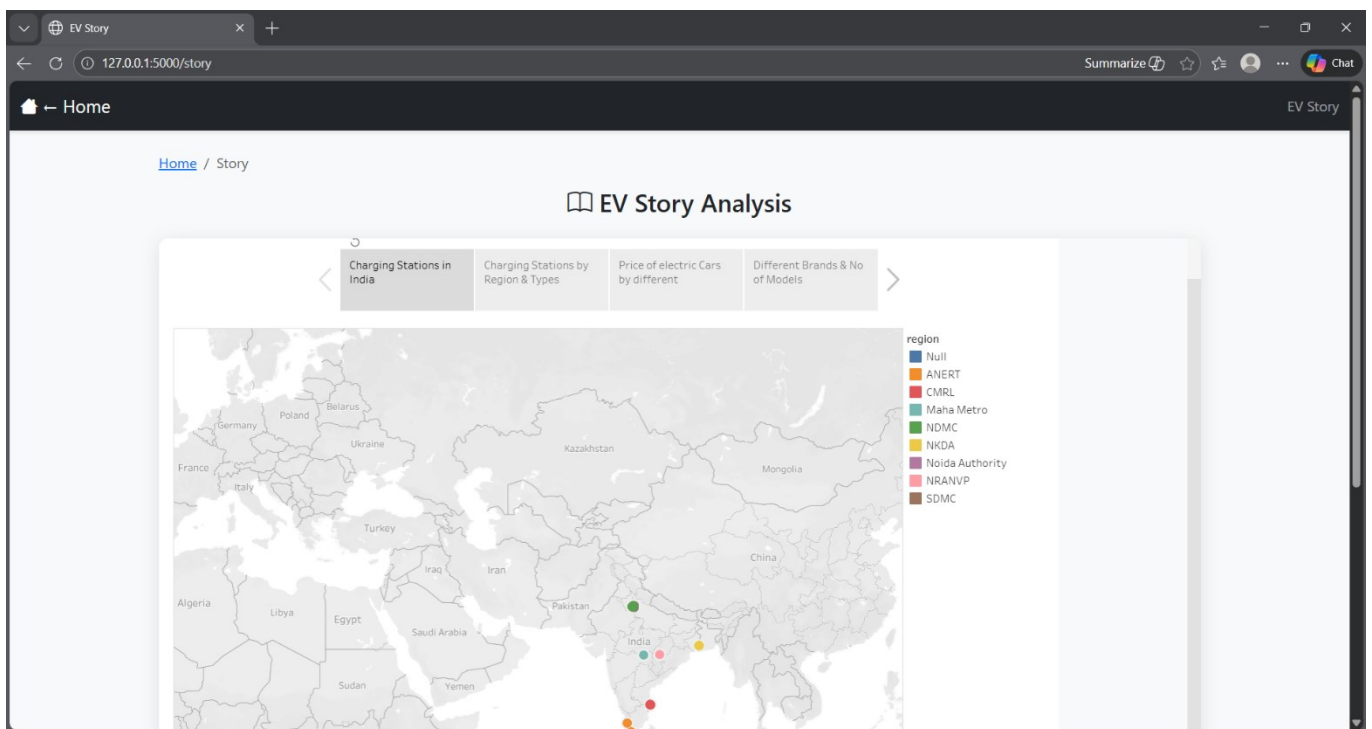 EV Story
127.0.0.1:5000/story
Summarize
Chat
← Home
EV Story
Home / Story
EV Story Analysis
Charging Stations in
India
Charging Stations by
Region & Types
Price of electric Cars
by different
Different Brands & No
of Models
region
Null
ANERT
CMRL
Maha Metro
NDMC
NKDA
Noida Authority
NRANVP
SDMC
Belarus
Poland
Germany
Ukraine
Kazakhstan
France
Mongolia
Italy
Turkey
China
Iraq
Iran
Algeria
Libya
Egypt
Pakistan
Saudi Arabia
India
Sudan
Yemen